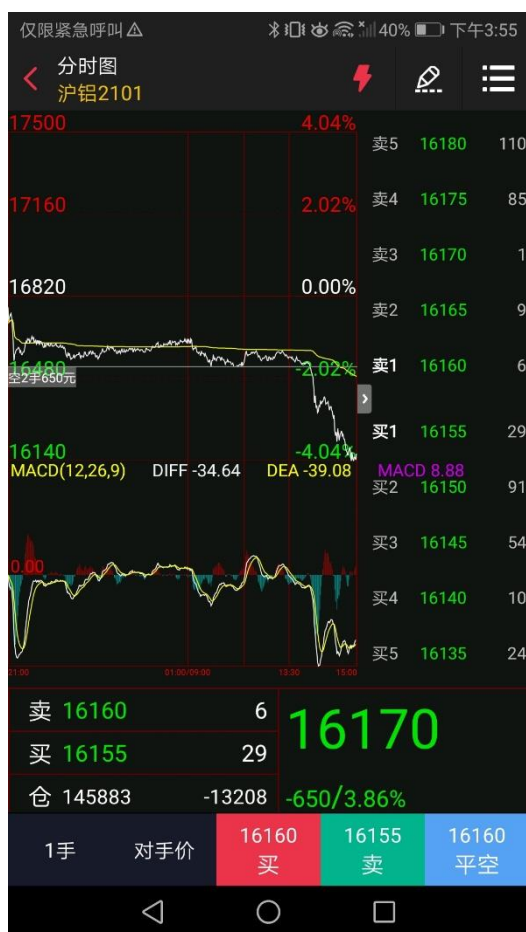 仅限紧急呼叫 40% 下午3:55
分时图
沪铝2101
17500 4.04%
卖5 16180 110
17160 2.02%
卖4 16175 85
卖3 16170 1
16820 0.00%
卖2 16165 9
16480 -2.02%
卖1 16160 6
空2手650元
买1 16155 29
16140 -4.04%
MACD(12,26,9) DIFF -34.64 DEA -39.08 MACD 8.88
买2 16150 91
买3 16145 54
0.00
买4 16140 10
买5 16135 24
21:00 01:00/09:00 13:30 15:00
卖 16160 6
16170
买 16155 29
仓 145883 -13208 -650/3.86%
1手 对手价 16160 16155 16160
买 卖 平空